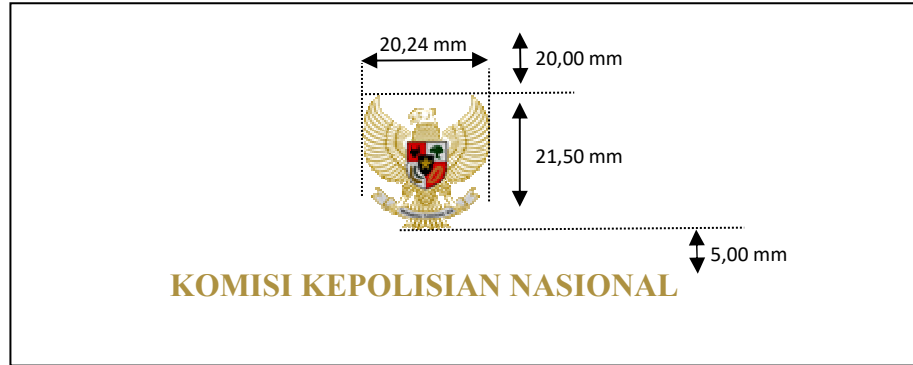 20,24 mm
20,00 mm
21,50 mm
5,00 mm
KOMISI KEPOLISIAN NASIONAL